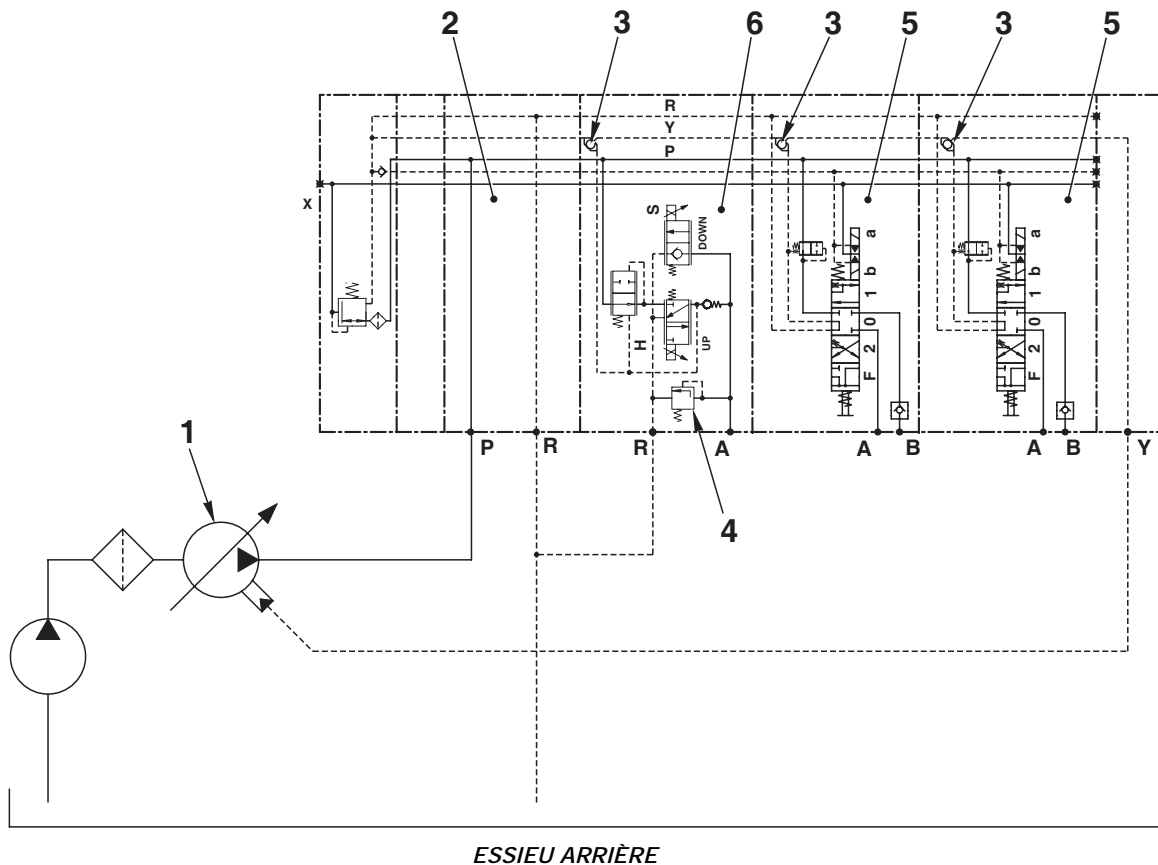 2 3 6 3 5 3 5
R
Y
P
x
S
DOWN
a a
b b
1 1
0 0
H UP
2 2
F F
1
P R R A A B A B Y
4
ESSIEU ARRIÈRE